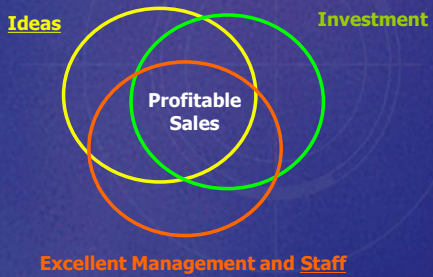 Ideas
Investment
Profitable
Sales
Excellent Management and Staff